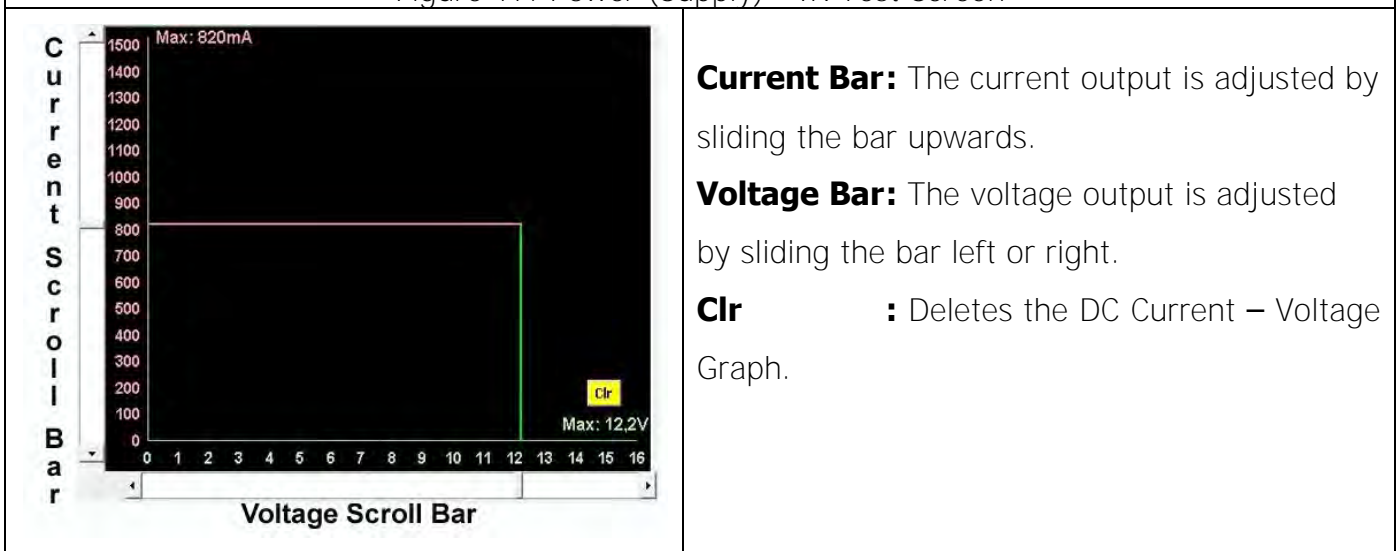 Current Scroll Bar
Max: 820mA
1500
1400
1300
1200
1100
1000
900
800
700
600
500
400
300
200
100
0
Clr
Max: 12,2V
0 1 2 3 4 5 6 7 8 9 10 11 12 13 14 15 16
Voltage Scroll Bar
Current Bar: The current output is adjusted by
sliding the bar upwards.
Voltage Bar: The voltage output is adjusted
by sliding the bar left or right.
Clr : Deletes the DC Current – Voltage
Graph.